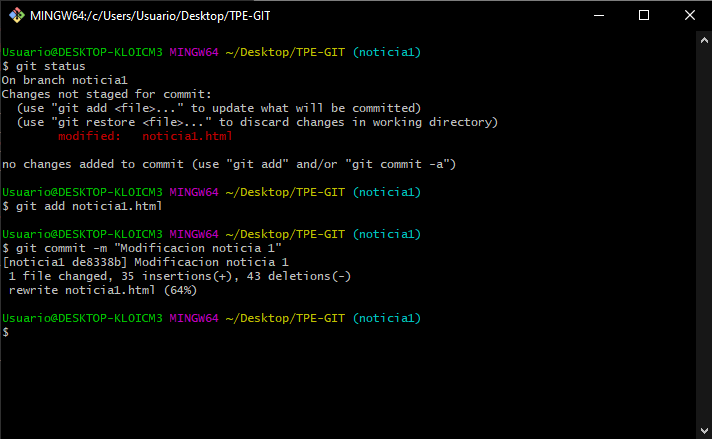 MINGW64:/c/Users/Usuario/Desktop/TPE-GIT
Usuario@DESKTOP-KLOICM3 MINGW64 ~/Desktop/TPE-GIT (noticia1)
$ git status
On branch noticia1
Changes not staged for commit:
  (use "git add <file>..." to update what will be committed)
  (use "git restore <file>..." to discard changes in working directory)
        modified:   noticia1.html

no changes added to commit (use "git add" and/or "git commit -a")

Usuario@DESKTOP-KLOICM3 MINGW64 ~/Desktop/TPE-GIT (noticia1)
$ git add noticia1.html

Usuario@DESKTOP-KLOICM3 MINGW64 ~/Desktop/TPE-GIT (noticia1)
$ git commit -m "Modificacion noticia 1"
[noticia1 de8338b] Modificacion noticia 1
 1 file changed, 35 insertions(+), 43 deletions(-)
 rewrite noticia1.html (64%)

Usuario@DESKTOP-KLOICM3 MINGW64 ~/Desktop/TPE-GIT (noticia1)
$